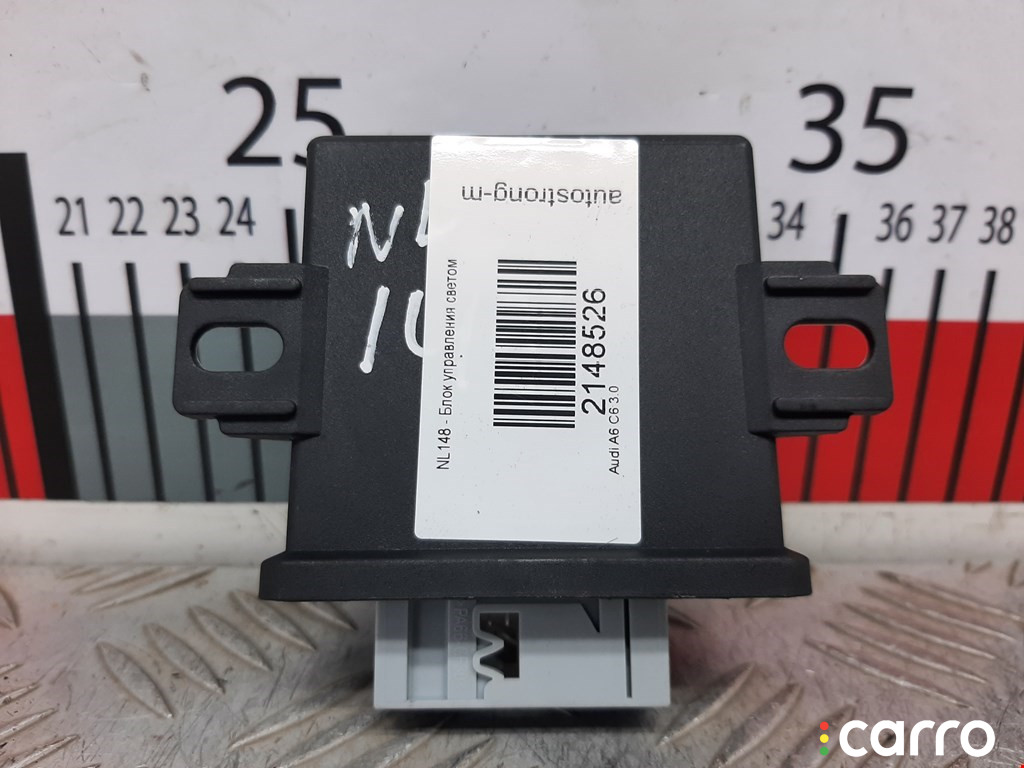 25
35
21 22 23 24
34 36 37 38
autostrong-m
NL148 - Блок управления светом
2148526
Audi A6 C6 3.0
carro